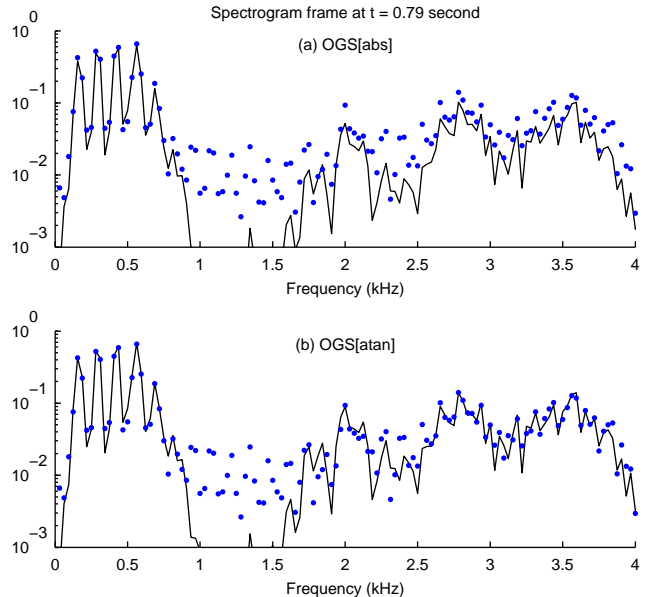 Spectrogram frame at t = 0.79 second
(a) OGS[abs]
10^0
10^−1
10^−2
10^−3
0 0.5 1 1.5 2 2.5 3 3.5 4
Frequency (kHz)
(b) OGS[atan]
10^0
10^−1
10^−2
10^−3
0 0.5 1 1.5 2 2.5 3 3.5 4
Frequency (kHz)